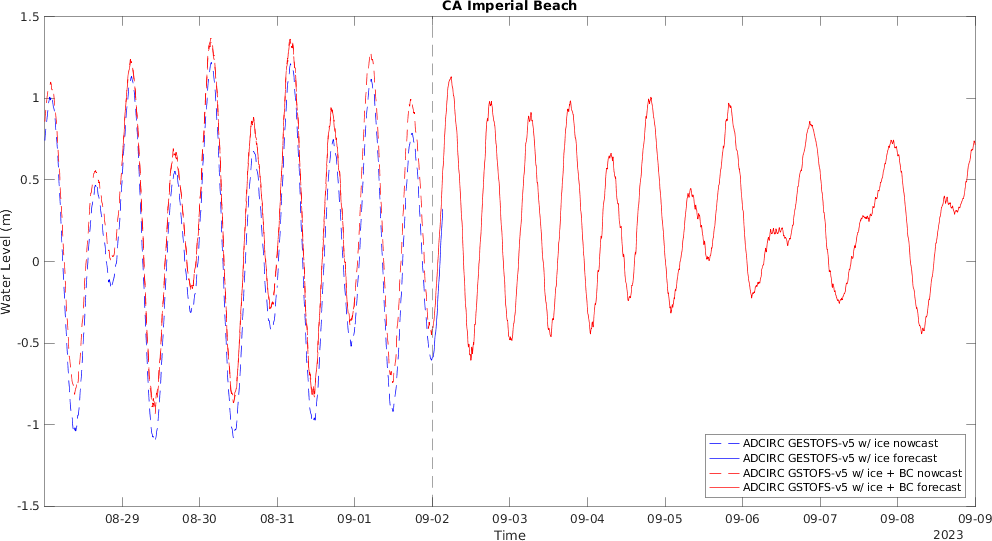 CA Imperial Beach
1.5
1
0.5
0
-0.5
-1
-1.5
Water Level (m)
ADCIRC GESTOFS-v5 w/ ice nowcast
ADCIRC GESTOFS-v5 w/ ice forecast
ADCIRC GSTOFS-v5 w/ ice + BC nowcast
ADCIRC GSTOFS-v5 w/ ice + BC forecast
08-29 08-30 08-31 09-01 09-02 09-03 09-04 09-05 09-06 09-07 09-08 09-09
Time
2023